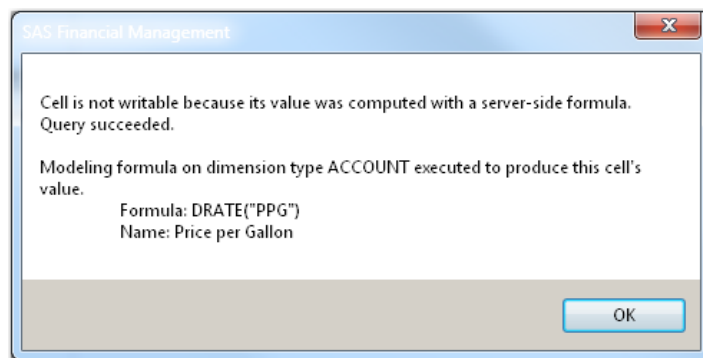 SAS Financial Management
Cell is not writable because its value was computed with a server-side formula.
Query succeeded.
Modeling formula on dimension type ACCOUNT executed to produce this cell's
value.
Formula: DRATE("PPG")
Name: Price per Gallon
OK